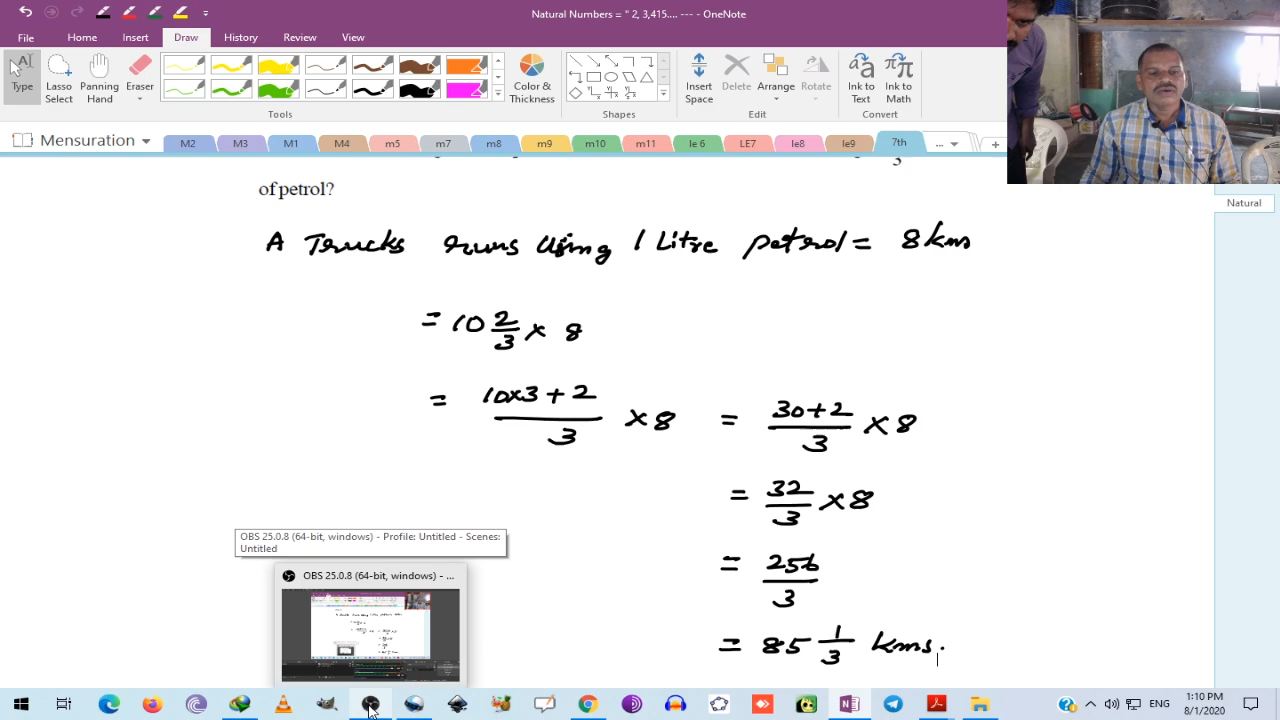 Natural Numbers = " 2, 3,415.... --- - OneNote
File Home Insert Draw History Review View
Type Lasso Select Panning Hand Eraser Color & Thickness Insert Space Delete Arrange Rotate Ink to Text Ink to Math
Tools Shapes Edit Convert
Mensuration M2 M3 M1 M4 m5 m7 m8 m9 m10 m11 le 6 LE7 le8 le9 7th ... +
3
of petrol?
Natural
A Trucks runs Using 1 Litre petrol = 8 km
= 10 2/3 × 8
= 10×3+2/3 × 8 = 30+2/3 × 8
= 32/3 × 8
OBS 25.0.8 (64-bit, windows) - Profile: Untitled - Scenes:
Untitled
= 256/3
OBS 25.0.8 (64-bit, windows) - ...
= 85 1/3 kms.
ENG 1:10 PM
8/1/2020